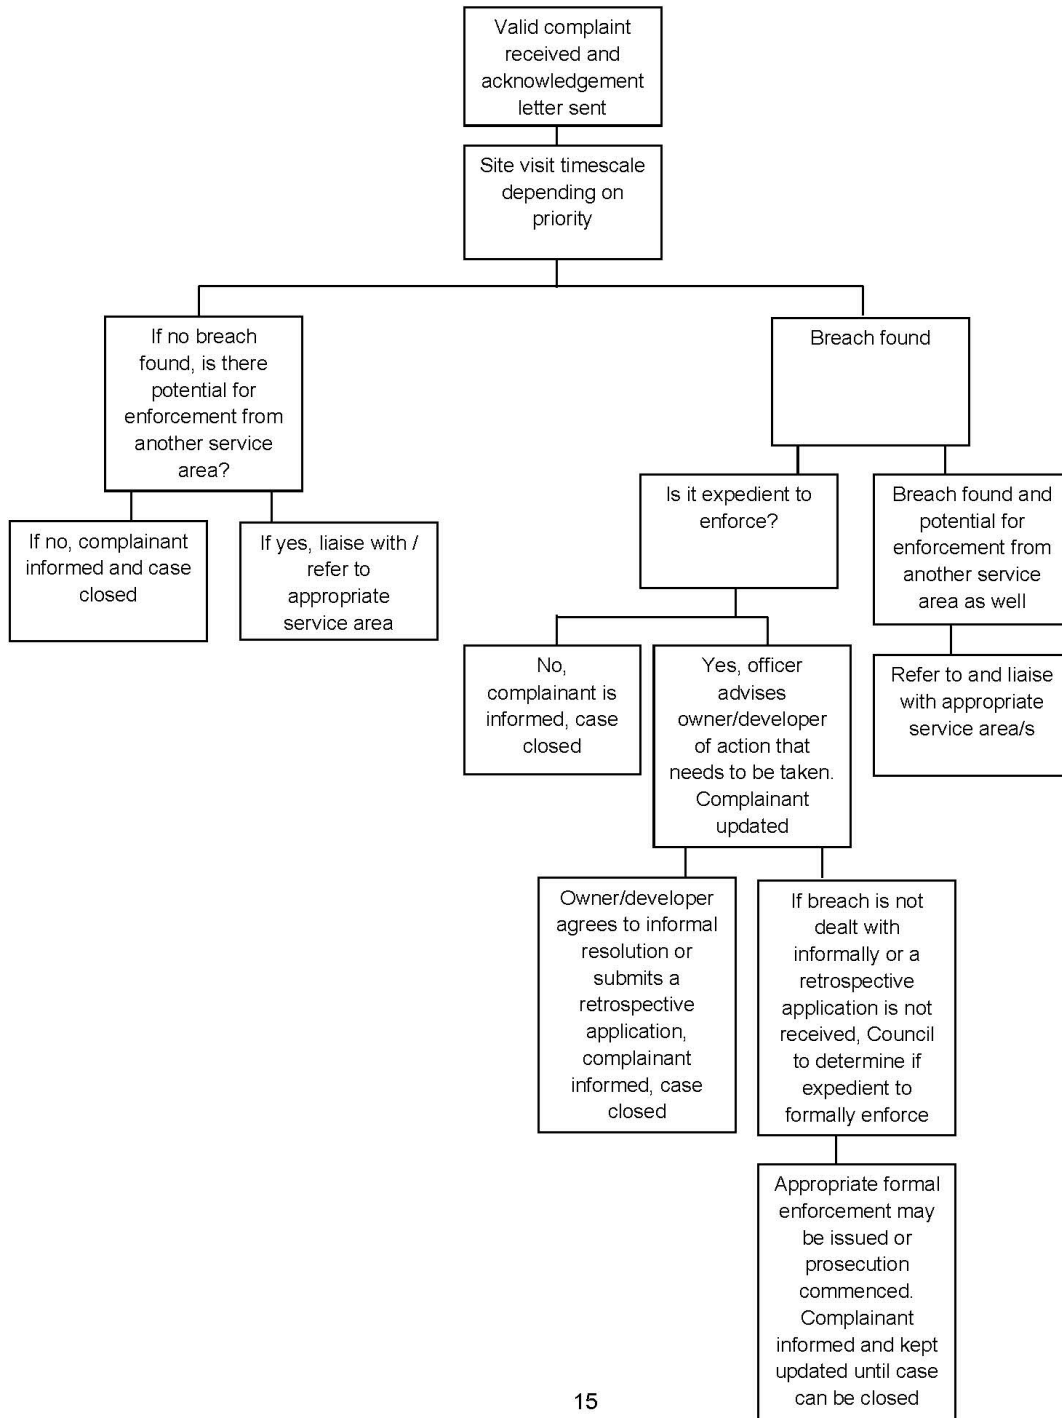 Valid complaint
received and
acknowledgement
letter sent
Site visit timescale
depending on
priority
If no breach
found, is there
potential for
enforcement from
another service
area?
Breach found
If no, complainant
informed and case
closed
If yes, liaise with /
refer to
appropriate
service area
Is it expedient to
enforce?
Breach found and
potential for
enforcement from
another service
area as well
No,
complainant is
informed, case
closed
Yes, officer
advises
owner/developer
of action that
needs to be taken.
Complainant
updated
Refer to and liaise
with appropriate
service area/s
Owner/developer
agrees to informal
resolution or
submits a
retrospective
application,
complainant
informed, case
closed
If breach is not
dealt with
informally or a
retrospective
application is not
received, Council
to determine if
expedient to
formally enforce
Appropriate formal
enforcement may
be issued or
prosecution
commenced.
Complainant
informed and kept
updated until case
can be closed
15